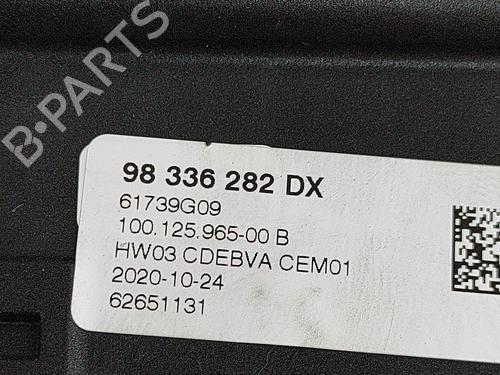 B-PARTS
98 336 282 DX
61739G09
100.125.965-00 B
HW03 CDEBVA CEM01
2020-10-24
62651131